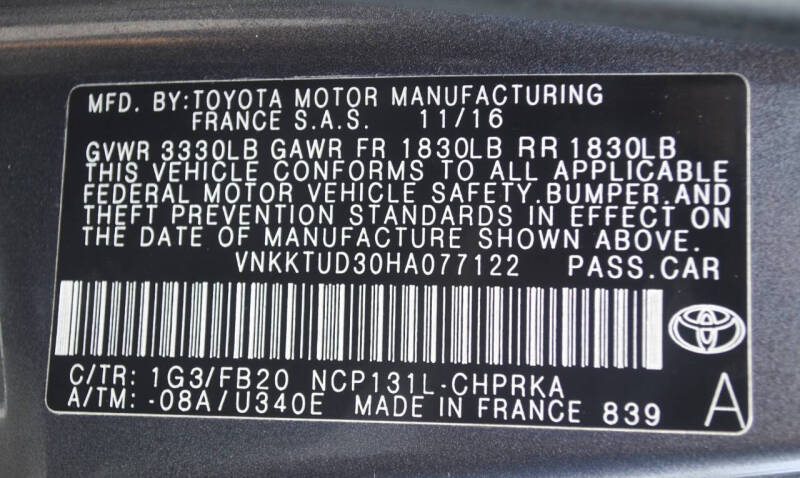 MFD. BY:TOYOTA MOTOR MANUFACTURING
FRANCE S.A.S. 11/16
GVWR 3330LB GAWR FR 1830LB RR 1830LB
THIS VEHICLE CONFORMS TO ALL APPLICABLE
FEDERAL MOTOR VEHICLE SAFETY.BUMPER.AND
THEFT PREVENTION STANDARDS IN EFFECT ON
THE DATE OF MANUFACTURE SHOWN ABOVE.
VNKKTUD30HA077122 PASS.CAR
C/TR: 1G3/FB20 NCP131L-CHPRKA
A/TM: -08A/U340E MADE IN FRANCE 839
A